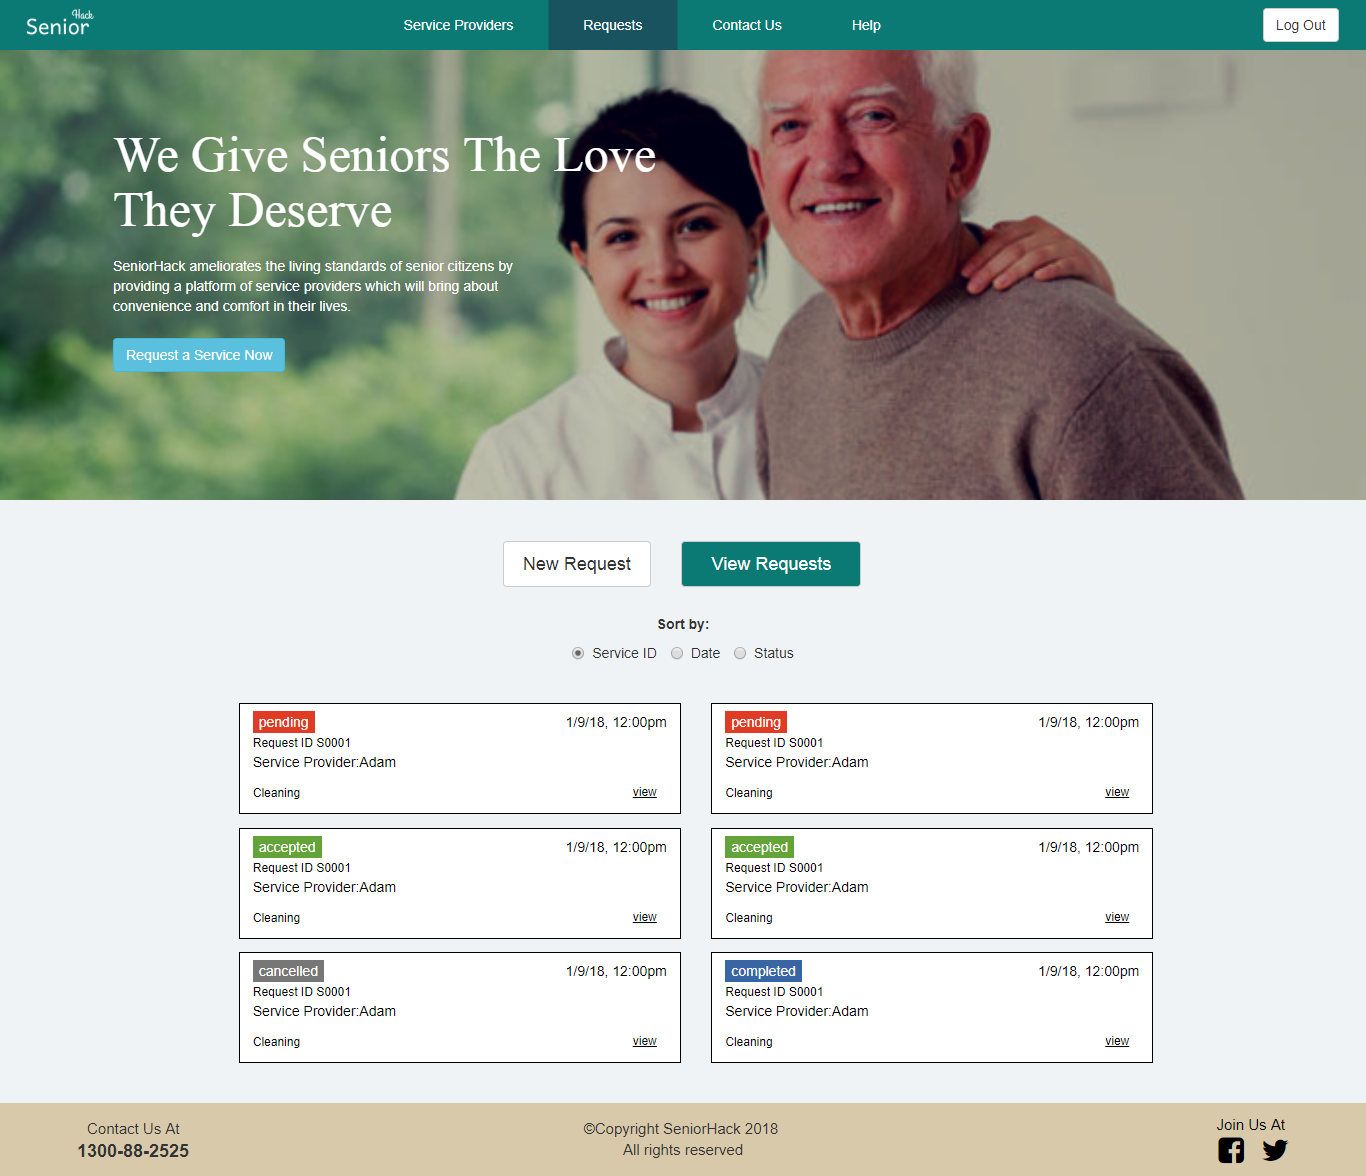 Senior Hack
Service Providers
Requests
Contact Us
Help
Log Out
We Give Seniors The Love
They Deserve
SeniorHack ameliorates the living standards of senior citizens by
providing a platform of service providers which will bring about
convenience and comfort in their lives.
Request a Service Now
New Request
View Requests
Sort by:
Service ID
Date
Status
pending
1/9/18, 12:00pm
Request ID S0001
Service Provider:Adam
Cleaning
view
pending
1/9/18, 12:00pm
Request ID S0001
Service Provider:Adam
Cleaning
view
accepted
1/9/18, 12:00pm
Request ID S0001
Service Provider:Adam
Cleaning
view
accepted
1/9/18, 12:00pm
Request ID S0001
Service Provider:Adam
Cleaning
view
cancelled
1/9/18, 12:00pm
Request ID S0001
Service Provider:Adam
Cleaning
view
completed
1/9/18, 12:00pm
Request ID S0001
Service Provider:Adam
Cleaning
view
Contact Us At
1300-88-2525
©Copyright SeniorHack 2018
All rights reserved
Join Us At